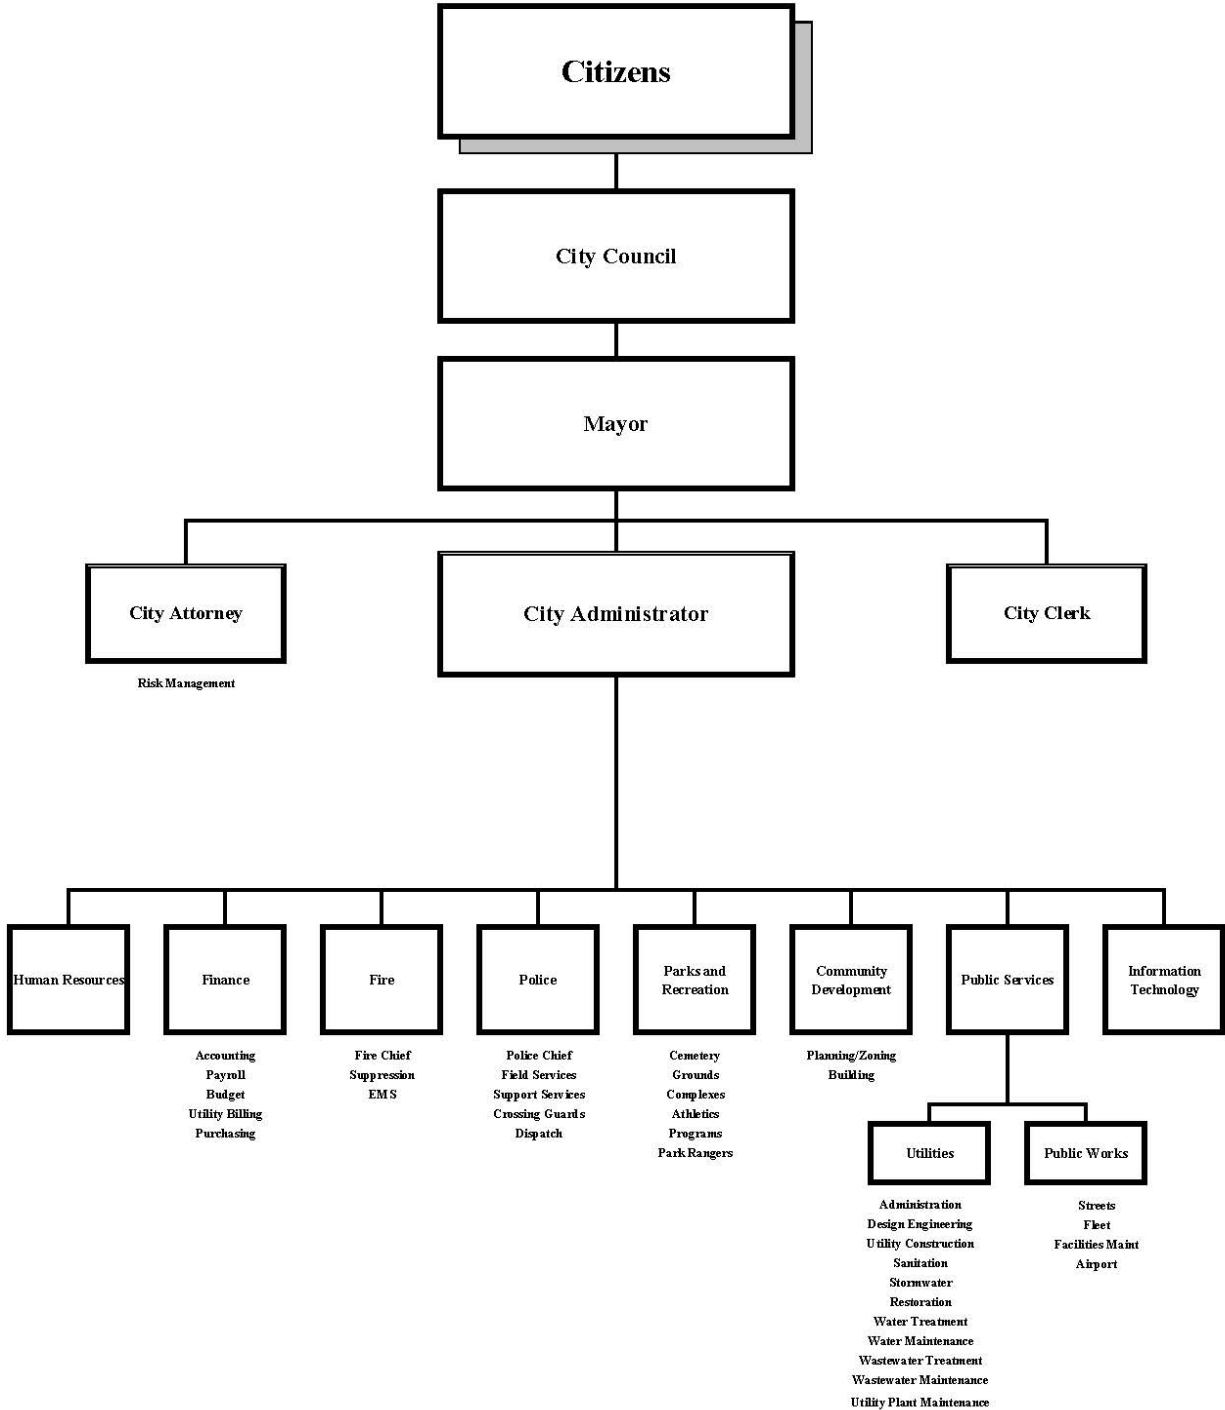 Citizens
City Council
Mayor
City Attorney
City Administrator
City Clerk
Risk Management
Human Resources
Finance
Fire
Police
Parks and
Recreation
Community
Development
Public Services
Information
Technology
Accounting
Payroll
Budget
Utility Billing
Purchasing
Fire Chief
Suppression
EMS
Police Chief
Field Services
Support Services
Crossing Guards
Dispatch
Cemetery
Grounds
Complexes
Athletics
Programs
Park Rangers
Planning/Zoning
Building
Utilities
Public Works
Administration
Design Engineering
Utility Construction
Sanitation
Stormwater
Restoration
Water Treatment
Water Maintenance
Wastewater Treatment
Wastewater Maintenance
Utility Plant Maintenance
Streets
Fleet
Facilities Maint
Airport